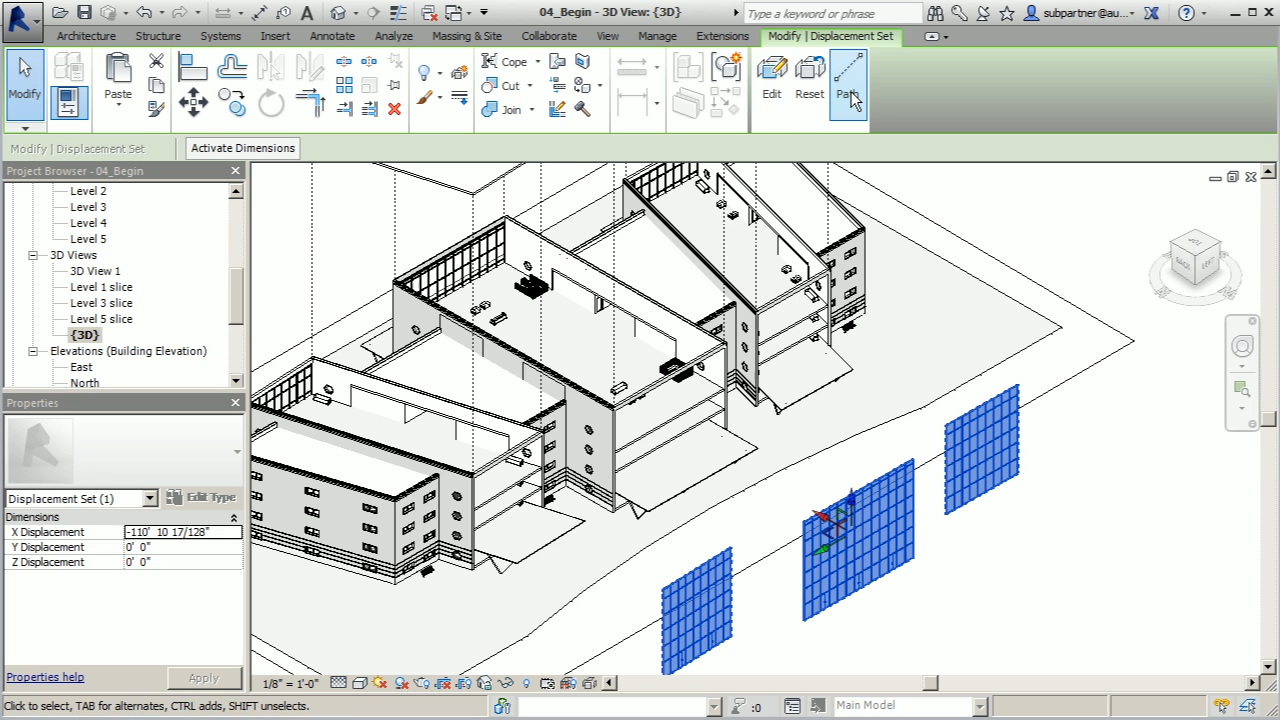 04_Begin - 3D View: {3D}
Type a keyword or phrase
subpartner@au...
Architecture Structure Systems Insert Annotate Analyze Massing & Site Collaborate View Manage Extensions Modify | Displacement Set
Modify
Paste
Cope
Cut
Join
Edit Reset Path
Modify | Displacement Set
Activate Dimensions
Project Browser - 04_Begin
Level 2
Level 3
Level 4
Level 5
3D Views
3D View 1
Level 1 slice
Level 3 slice
Level 5 slice
{3D}
Elevations (Building Elevation)
East
North
Properties
Displacement Set (1)
Edit Type
Dimensions
X Displacement -110' 10 17/128"
Y Displacement 0' 0"
Z Displacement 0' 0"
Properties help
Apply
TOP
BACK
LEFT
1/8" = 1'-0"
Click to select, TAB for alternates, CTRL adds, SHIFT unselects.
:0
Main Model